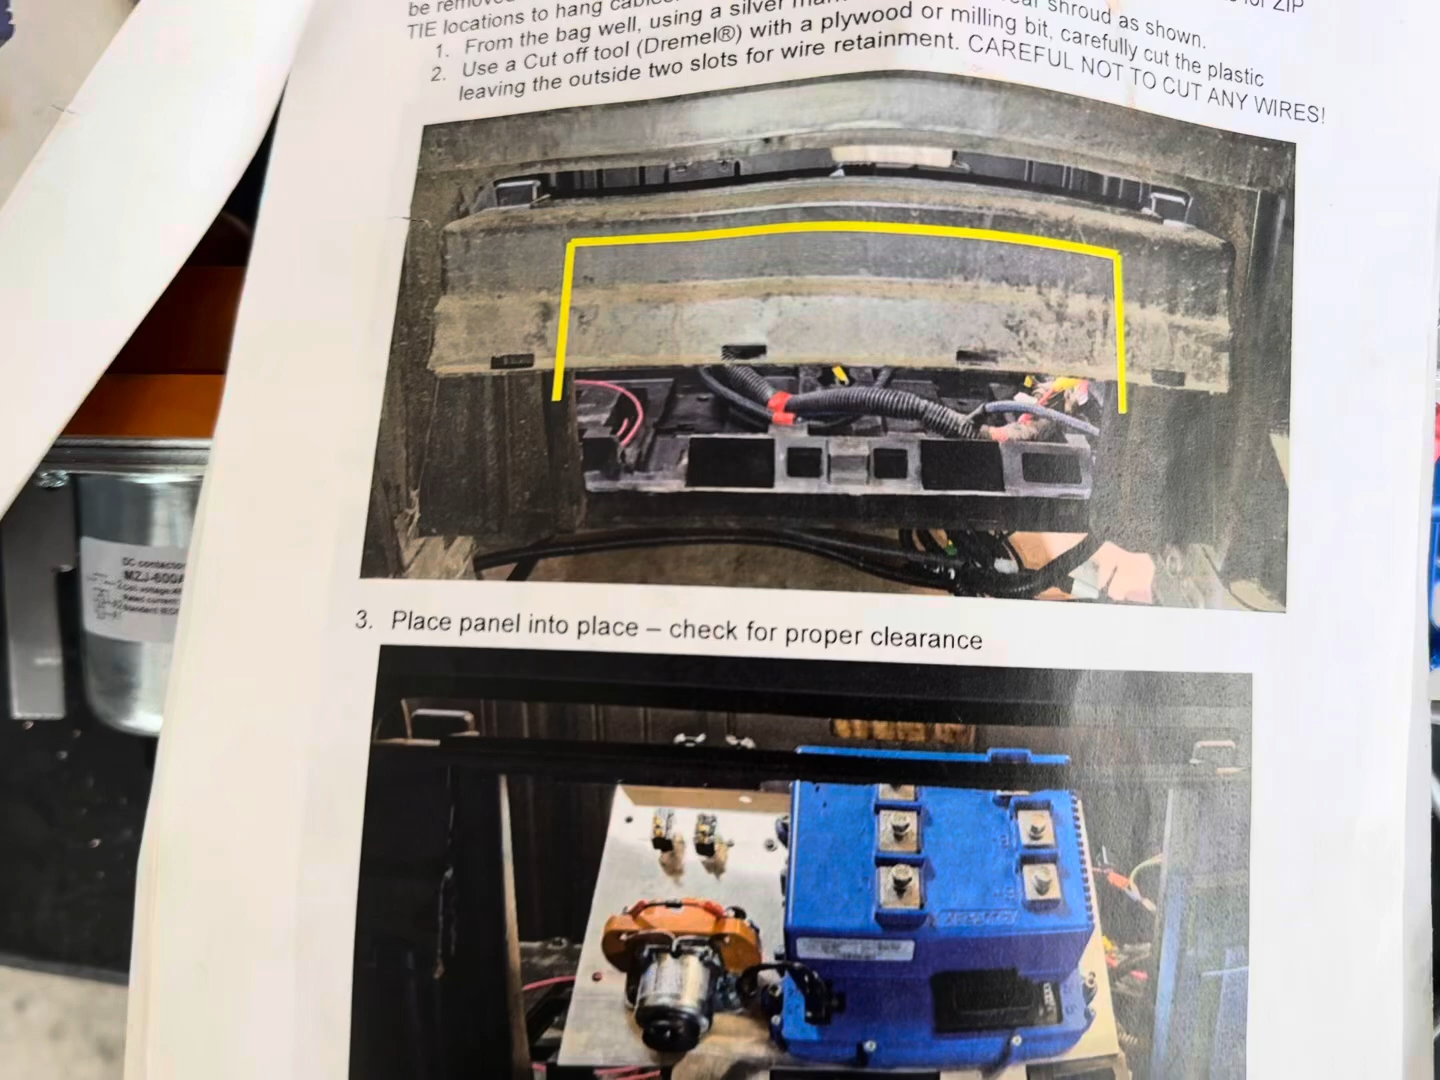 for ZIP
TIE locations to hang
shroud as shown.
1. From the bag well, using a silver
2. Use a Cut off tool (Dremel®) with a plywood or milling bit, carefully cut the plastic
leaving the outside two slots for wire retainment. CAREFUL NOT TO CUT ANY WIRES!
3. Place panel into place – check for proper clearance
DC contactor
MZJ-600A